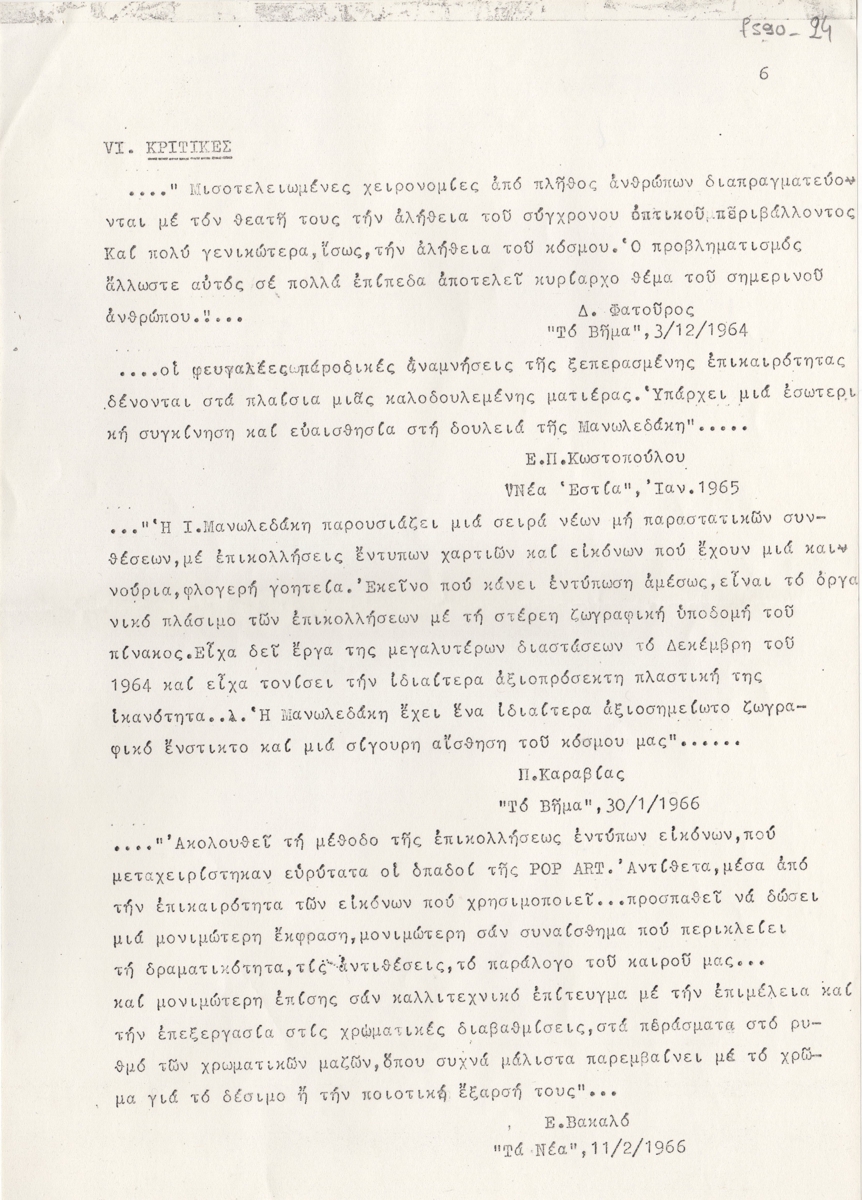 fs90-24
6
VI. ΚΡΙΤΙΚΕΣ
...." Μισοτελειωμένες χειρονομίες ἀπό πλῆθος ἀνθρώπων διαπραγματεύο-
νται μέ τόν θεατή τους τήν ἀλήθεια τοῦ σύγχρονου ὀπτικοῦ περιβάλλοντος
Καί πολύ γενικώτερα,ἴσως,τήν ἀλήθεια τοῦ κόσμου.Ὁ προβληματισμός
ἄλλωστε αὐτός σέ πολλά ἐπίπεδα ἀποτελεῖ κυρίαρχο θέμα τοῦ σημερινοῦ
ἀνθρώπου."...
Δ. Φατοῦρος
"Τό Βῆμα",3/12/1964
....οἱ φευγαλέες παροδικές ἀναμνήσεις τῆς ξεπερασμένης ἐπικαιρότητας
δένονται στά πλαίσια μιᾶς καλοδουλεμένης ματιέρας.Ὑπάρχει μιά ἐσωτερι
κή συγκίνηση καί εὐαισθησία στή δουλειά τῆς Μανωλεδάκη".....
Ε.Π.Κωστοπούλου
"Νέα Ἑστία",Ἰαν.1965
..."Ἡ Ι.Μανωλεδάκη παρουσιάζει μιά σειρά νέων μή παραστατικῶν συν-
θέσεων,μέ ἐπικολλήσεις ἔντυπων χαρτιῶν καί εἰκόνων πού ἔχουν μιά και-
νούρια,φλογερή γοητεία.Ἐκεῖνο πού κάνει ἐντύπωση ἀμέσως,εἶναι τό ὀργα
νικό πλάσιμο τῶν ἐπικολλήσεων μέ τή στέρεη ζωγραφική ὑποδομή τοῦ
πίνακος.Εἶχα δεῖ ἔργα της μεγαλυτέρων διαστάσεων τό Δεκέμβρη τοῦ
1964 καί εἶχα τονίσει τήν ἰδιαίτερα ἀξιοπρόσεκτη πλαστική της
ἱκανότητα....Ἡ Μανωλεδάκη ἔχει ἕνα ἰδιαίτερα ἀξιοσημείωτο ζωγρα-
φικό ἔνστικτο καί μιά σίγουρη αἴσθηση τοῦ κόσμου μας"......
Π.Καραβίας
"Τό Βῆμα",30/1/1966
...."Ἀκολουθεῖ τή μέθοδο τῆς ἐπικολλήσεως ἐντύπων εἰκόνων,πού
μεταχειρίστηκαν εὐρύτατα οἱ ὀπαδοί τῆς POP ART.Ἀντίθετα,μέσα ἀπό
τήν ἐπικαιρότητα τῶν εἰκόνων πού χρησιμοποιεῖ...προσπαθεῖ νά δώσει
μιά μονιμώτερη ἔκφραση,μονιμώτερη σάν συναίσθημα πού περικλείει
τή δραματικότητα,τίς ἀντιθέσεις,τό παράλογο τοῦ καιροῦ μας...
καί μονιμώτερη ἐπίσης σάν καλλιτεχνικό ἐπίτευγμα μέ τήν ἐπιμέλεια καί
τήν ἐπεξεργασία στίς χρωματικές διαβαθμίσεις,στά περάσματα στό ρυ-
θμό τῶν χρωματικῶν μαζῶν,ὅπου συχνά μάλιστα παρεμβαίνει μέ τό χρῶ-
μα γιά τό δέσιμο ἤ τήν ποιοτική ἔξαρσή τους"...
Ε.Βακαλό
"Τά Νέα",11/2/1966